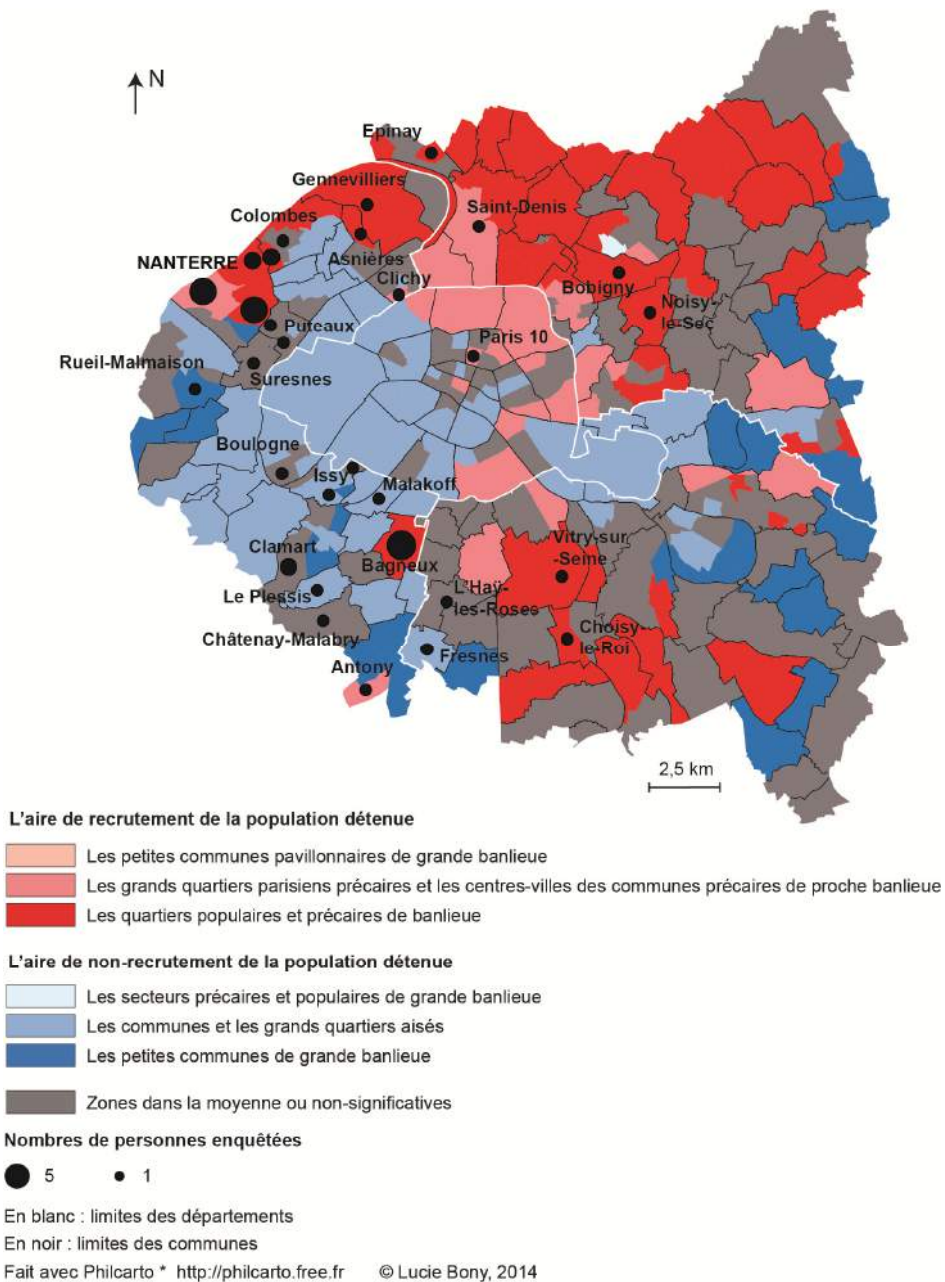 N
Epinay
Gennevilliers
Colombes
Saint-Denis
NANTERRE
Asnières
Clichy
Bobigny
Noisy-
le-Sec
Puteaux
Paris 10
Rueil-Malmaison
Suresnes
Boulogne
Issy
Malakoff
Clamart
Bagneux
Vitry-sur
-Seine
Le Plessis
L'Haÿ-
les-Roses
Châtenay-Malabry
Choisy-
le-Roi
Fresnes
Antony
2,5 km
L'aire de recrutement de la population détenue
Les petites communes pavillonnaires de grande banlieue
Les grands quartiers parisiens précaires et les centres-villes des communes précaires de proche banlieue
Les quartiers populaires et précaires de banlieue
L'aire de non-recrutement de la population détenue
Les secteurs précaires et populaires de grande banlieue
Les communes et les grands quartiers aisés
Les petites communes de grande banlieue
Zones dans la moyenne ou non-significatives
Nombres de personnes enquêtées
5 1
En blanc : limites des départements
En noir : limites des communes
Fait avec Philcarto * http://philcarto.free.fr © Lucie Bony, 2014